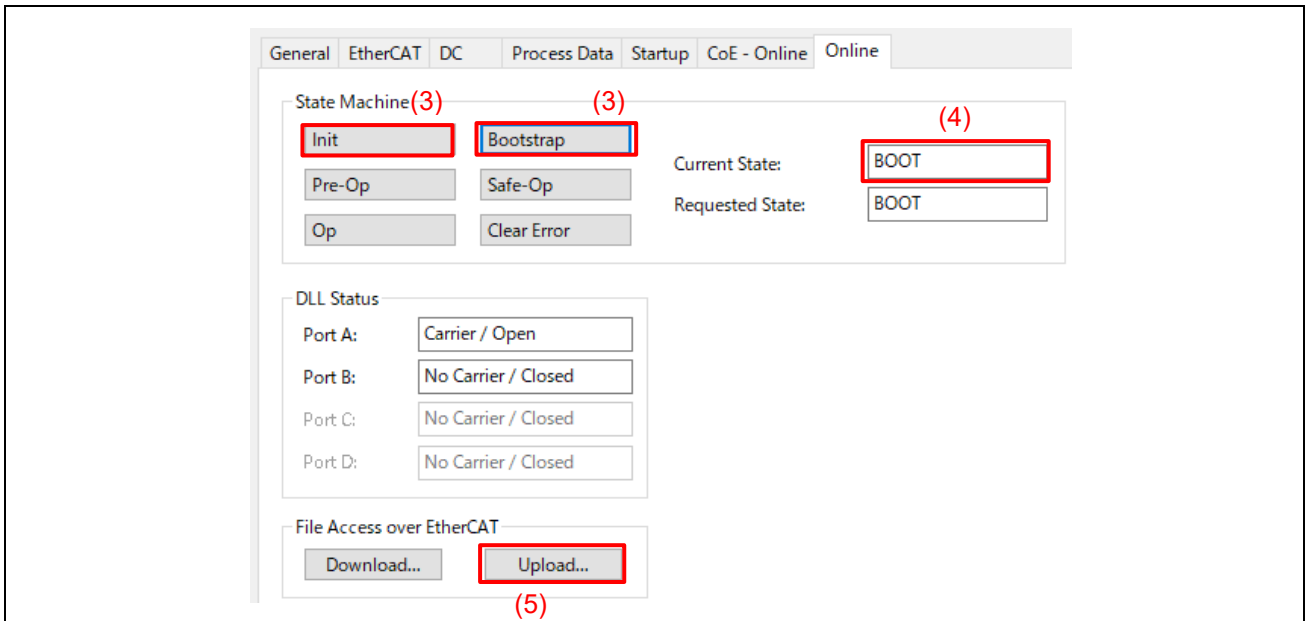 General EtherCAT DC Process Data Startup CoE - Online Online
State Machine (3) (3)
(4)
Init Bootstrap
Current State: BOOT
Pre-Op Safe-Op
Requested State: BOOT
Op Clear Error
DLL Status
Port A: Carrier / Open
Port B: No Carrier / Closed
Port C: No Carrier / Closed
Port D: No Carrier / Closed
File Access over EtherCAT
Download... Upload...
(5)